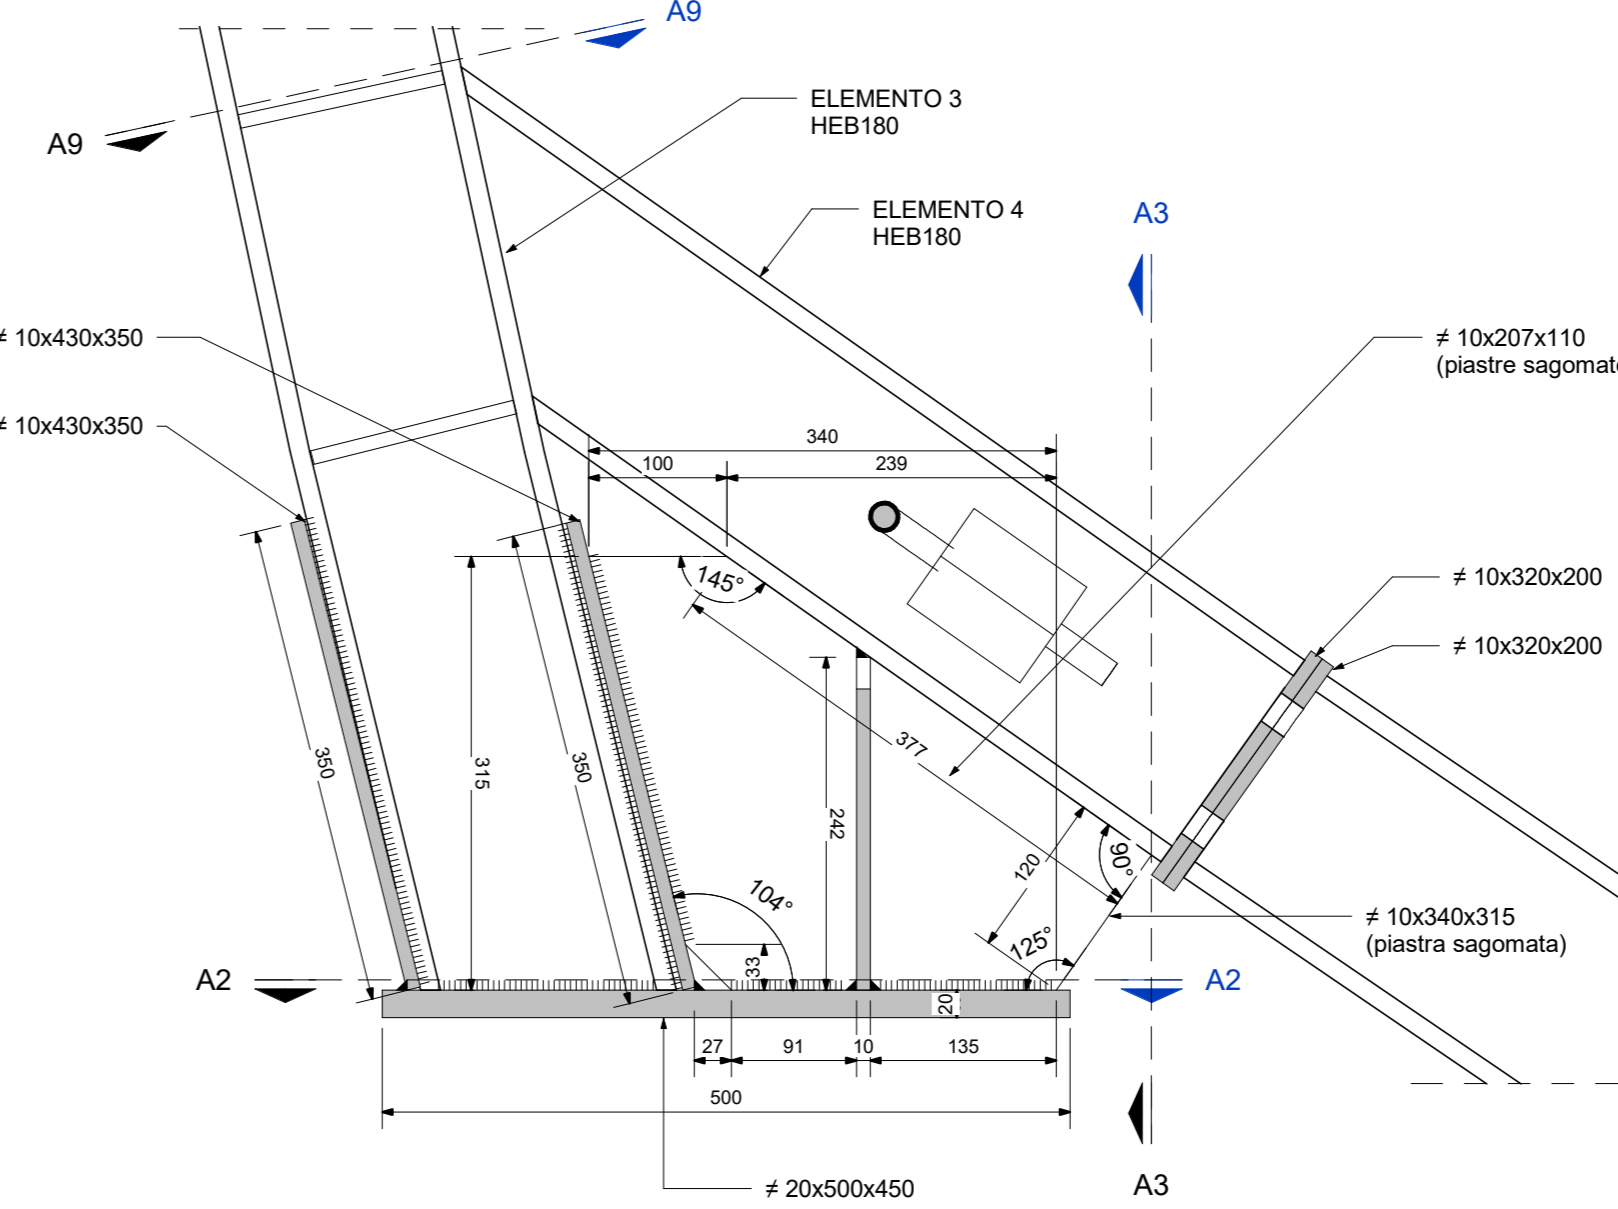 A9
ELEMENTO 3
HEB180
A9
ELEMENTO 4
HEB180
A3
≠ 10x430x350
≠ 10x207x110
(piastre sagomat
≠ 10x430x350
340
100
239
145°
≠ 10x320x200
≠ 10x320x200
350
315
350
377
242
120
90°
104°
125°
≠ 10x340x315
(piastra sagomata)
33
A2
A2
20
27
91
10
135
500
≠ 20x500x450
A3